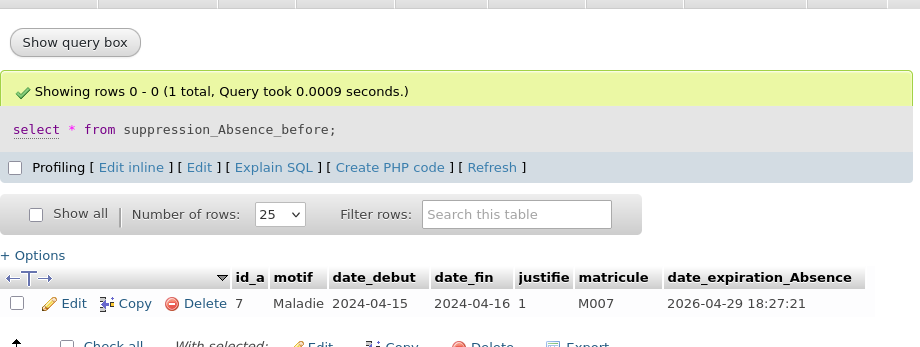 Show query box
Showing rows 0 - 0 (1 total, Query took 0.0009 seconds.)
select * from suppression_Absence_before;
Profiling [ Edit inline ] [ Edit ] [ Explain SQL ] [ Create PHP code ] [ Refresh ]
Show all | Number of rows: 25 Filter rows: Search this table
+ Options
←T→ id_a motif date_debut date_fin justifie matricule date_expiration_Absence
Edit Copy Delete 7 Maladie 2024-04-15 2024-04-16 1 M007 2026-04-29 18:27:21
Check all With selected: Edit Copy Delete Export